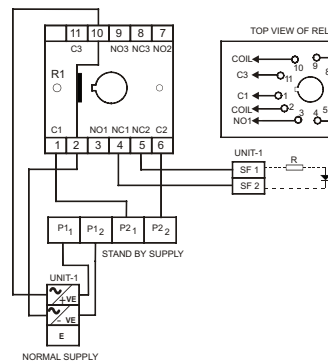 11 10 9 8 7
C3 NO3 NC3 NO2
R1
C1 NO1 NC1 NC2 C2
1 2 3 4 5 6
TOP VIEW OF REL
COIL 10 9 8
C3 11
C1 1
COIL 2
NO1 3 4 5
UNIT-1
SF 1 R
SF 2
P1₁ P1₂ P2₁ P2₂
STAND BY SUPPLY
UNIT-1
+VE
- VE
E
NORMAL SUPPLY